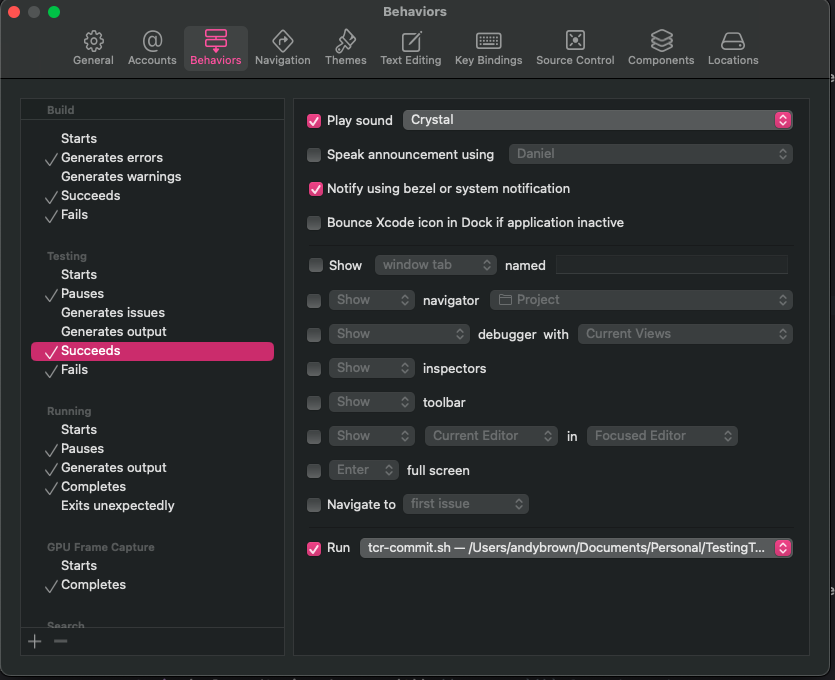 Behaviors
General Accounts Behaviors Navigation Themes Text Editing Key Bindings Source Control Components Locations
Build
Starts
Generates errors
Generates warnings
Succeeds
Fails
Testing
Starts
Pauses
Generates issues
Generates output
Succeeds
Fails
Running
Starts
Pauses
Generates output
Completes
Exits unexpectedly
GPU Frame Capture
Starts
Completes
Search
Play sound Crystal
Speak announcement using Daniel
Notify using bezel or system notification
Bounce Xcode icon in Dock if application inactive
Show window tab named
Show navigator Project
Show debugger with Current Views
Show inspectors
Show toolbar
Show Current Editor in Focused Editor
Enter full screen
Navigate to first issue
Run tcr-commit.sh — /Users/andybrown/Documents/Personal/TestingT...